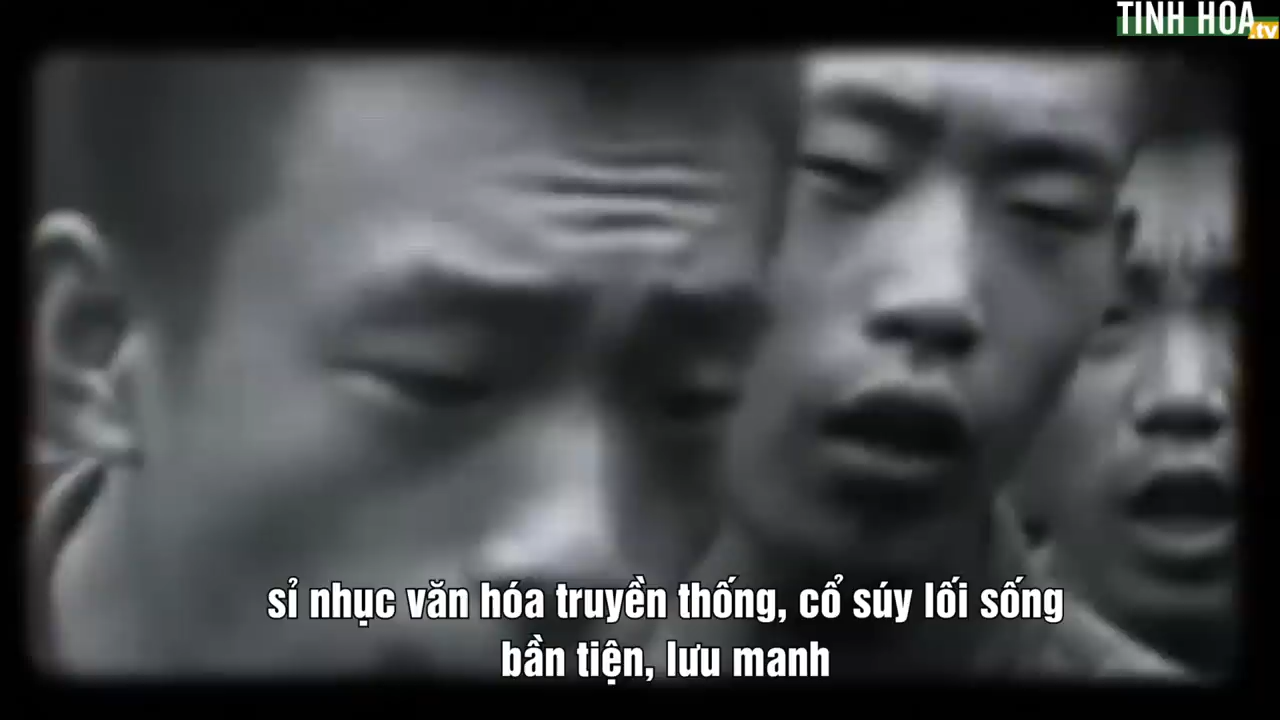 TINH HOA
.tv
sỉ nhục văn hóa truyền thống, cổ súy lối sống
bần tiện, lưu manh